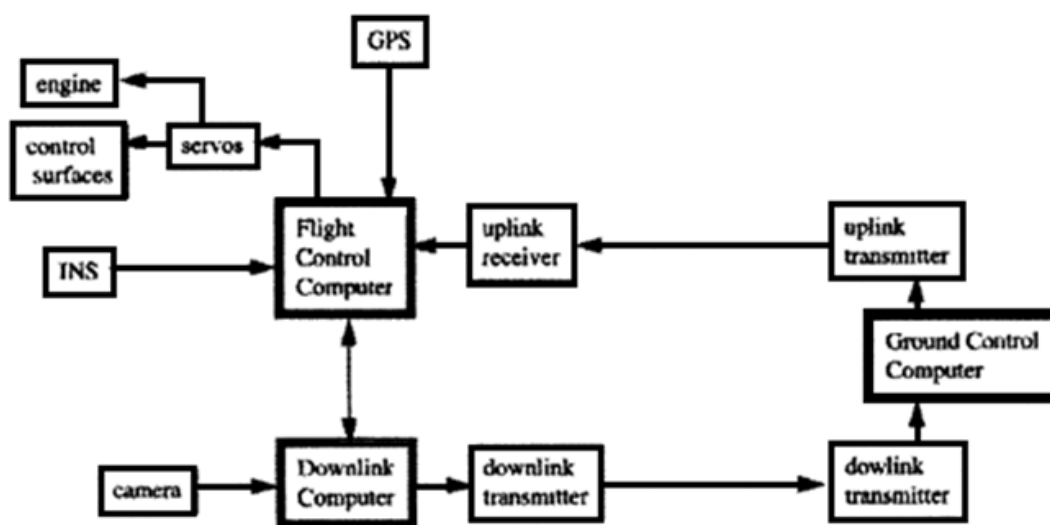 GPS
engine
control
surfaces
servos
Flight
Control
Computer
uplink
receiver
uplink
transmitter
INS
Ground Control
Computer
camera
Downlink
Computer
downlink
transmitter
dowlink
transmitter